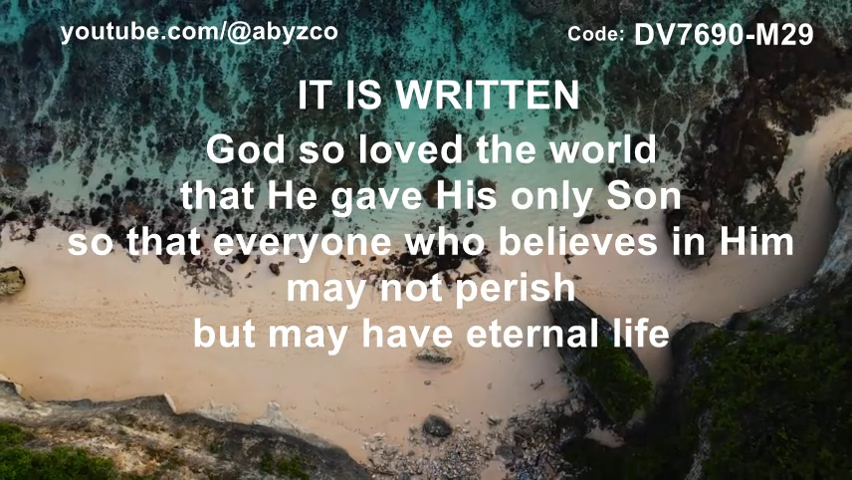 youtube.com/@abyzco
Code: DV7690-M29
IT IS WRITTEN
God so loved the world
that He gave His only Son
so that everyone who believes in Him
may not perish
but may have eternal life